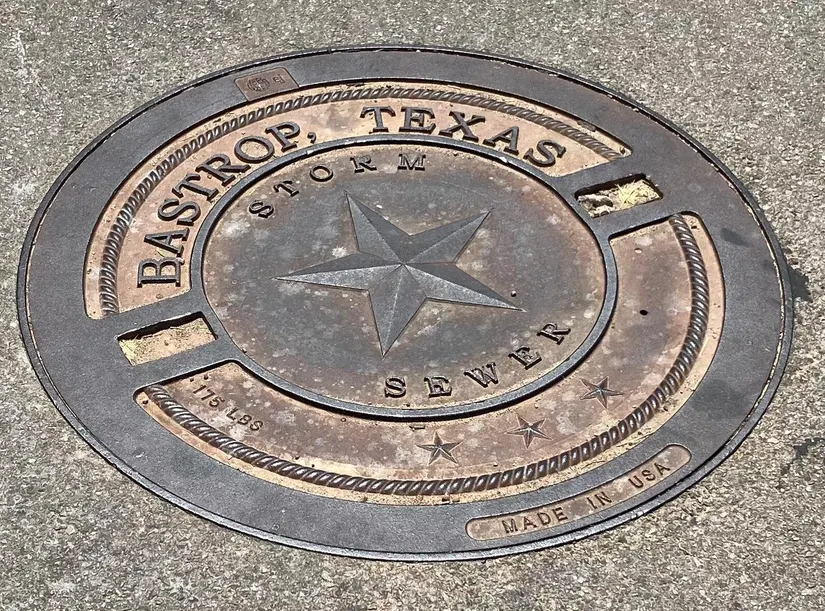 BASTROP, TEXAS
STORM
SEWER
175 LBS
MADE IN USA